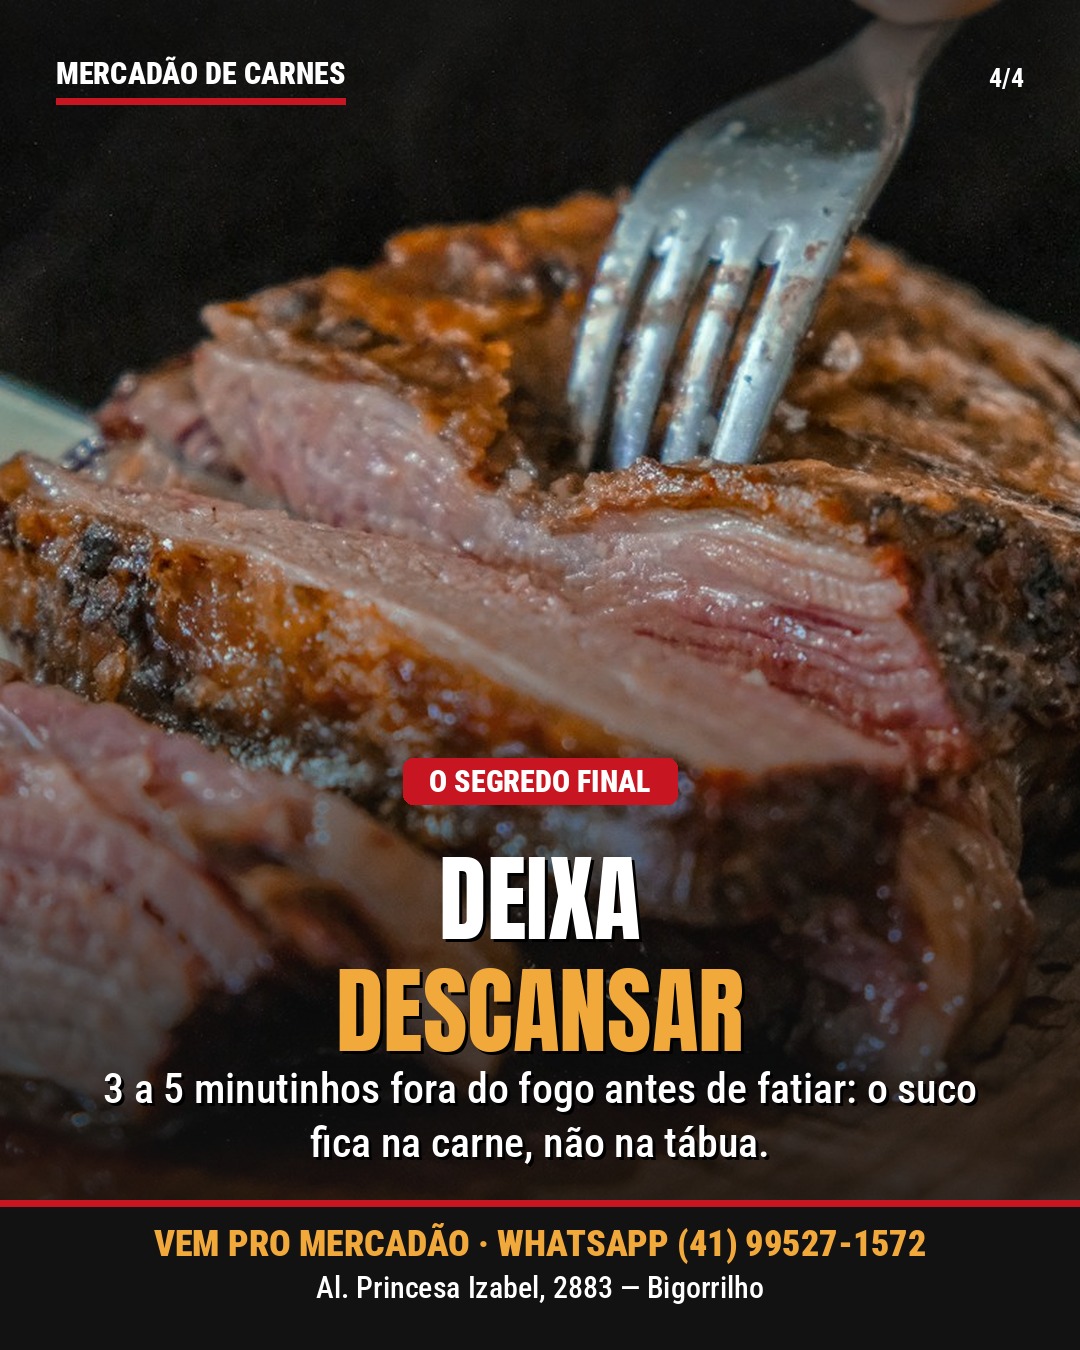 MERCADÃO DE CARNES
4/4
O SEGREDO FINAL
DEIXA
DESCANSAR
3 a 5 minutinhos fora do fogo antes de fatiar: o suco
fica na carne, não na tábua.
VEM PRO MERCADÃO · WHATSAPP (41) 99527-1572
Al. Princesa Izabel, 2883 — Bigorrilho